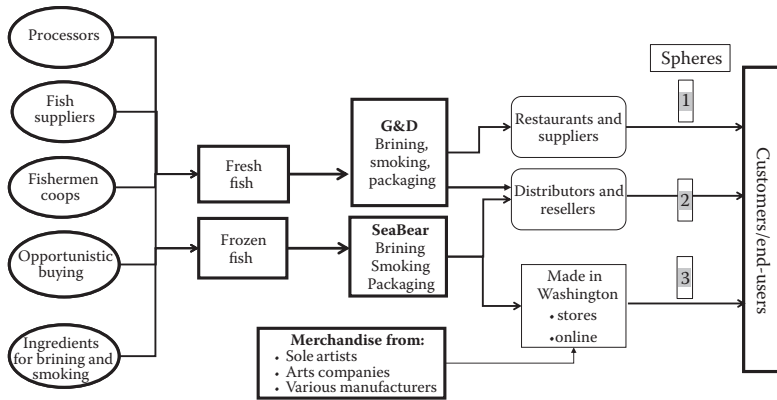 Processors
Fish
suppliers
Fishermen
coops
Opportunistic
buying
Ingredients
for brining and
smoking
Fresh
fish
Frozen
fish
G&D
Brining,
smoking,
packaging
SeaBear
Brining
Smoking
Packaging
Merchandise from:
• Sole artists
• Arts companies
• Various manufacturers
Restaurants and
suppliers
Distributors and
resellers
Made in
Washington
• stores
• online
Spheres
1
2
3
Customers/end-users